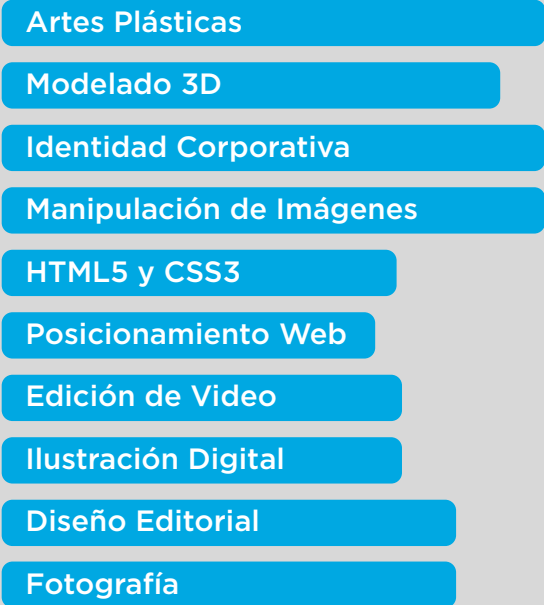 Artes Plásticas
Modelado 3D
Identidad Corporativa
Manipulación de Imágenes
HTML5 y CSS3
Posicionamiento Web
Edición de Video
Ilustración Digital
Diseño Editorial
Fotografía